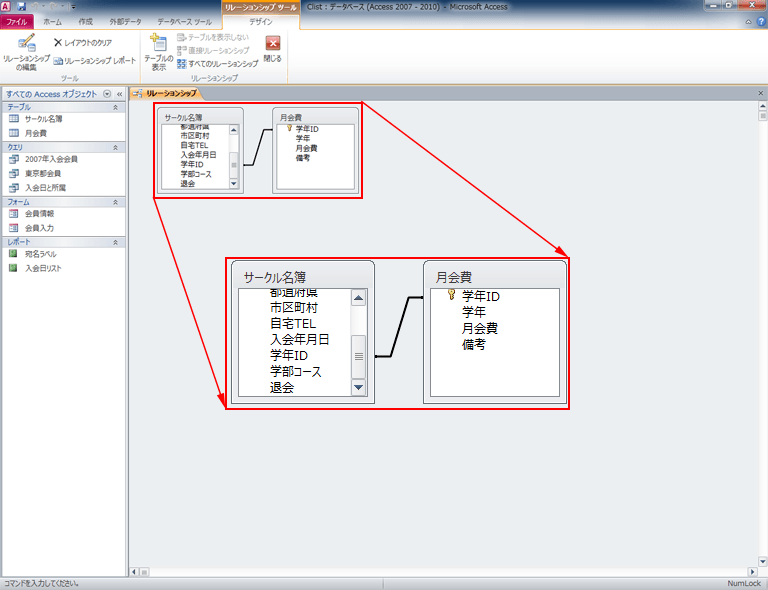 リレーションシップ ツール
Clist : データベース (Access 2007 - 2010) - Microsoft Access
ファイル ホーム 作成 外部データ データベース ツール デザイン
リレーションシップの編集
レイアウトのクリア
リレーションシップ レポート
ツール
テーブルの表示
テーブルを表示しない
直接リレーションシップ
すべてのリレーションシップ
閉じる
リレーションシップ
すべての Access オブジェクト
テーブル
サークル名簿
月会費
クエリ
2007年入会会員
東京都会員
入会日と所属
フォーム
会員情報
会員入力
レポート
宛名ラベル
入会日リスト
リレーションシップ
サークル名簿
都道府県
市区町村
自宅TEL
入会年月日
学年ID
学部コース
退会
月会費
学年ID
学年
月会費
備考
サークル名簿
都道府県
市区町村
自宅TEL
入会年月日
学年ID
学部コース
退会
月会費
学年ID
学年
月会費
備考
コマンドを入力してください。
NumLock